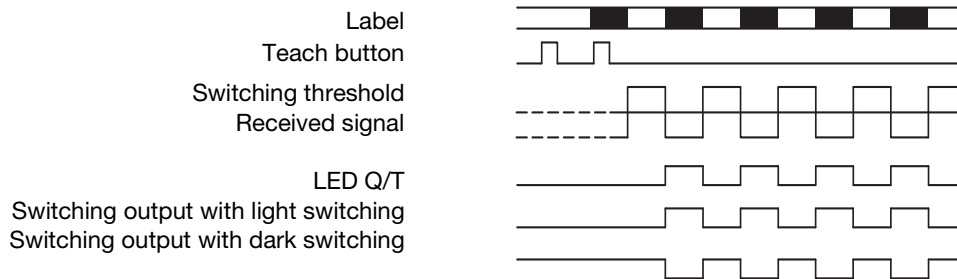 Label
Teach button
Switching threshold
Received signal
LED Q/T
Switching output with light switching
Switching output with dark switching